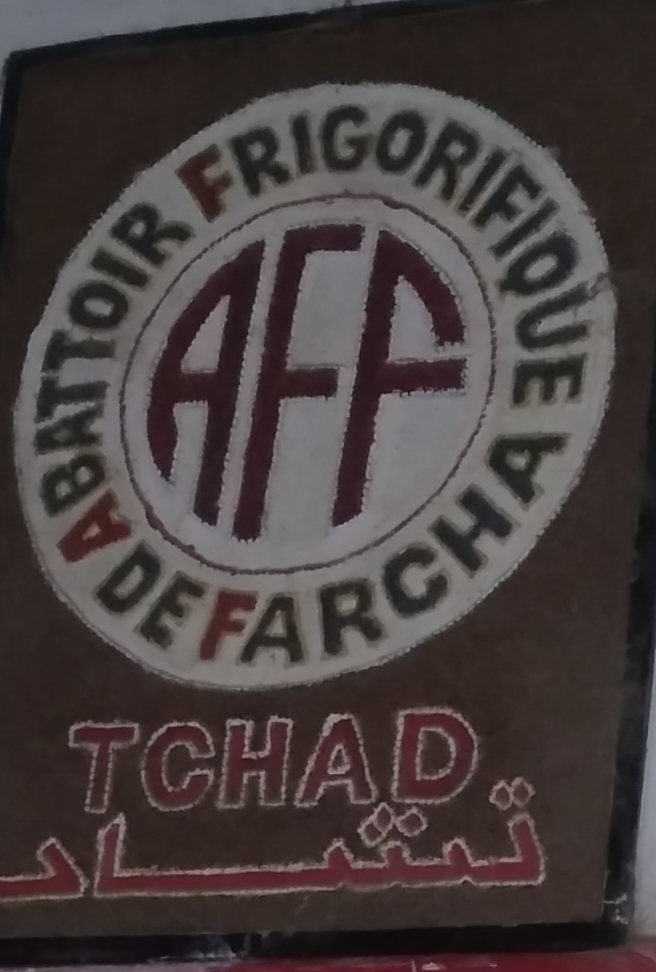 ABATTOIR FRIGORIFIQUE
DE FARCHA
AFF
TCHAD
تشاد